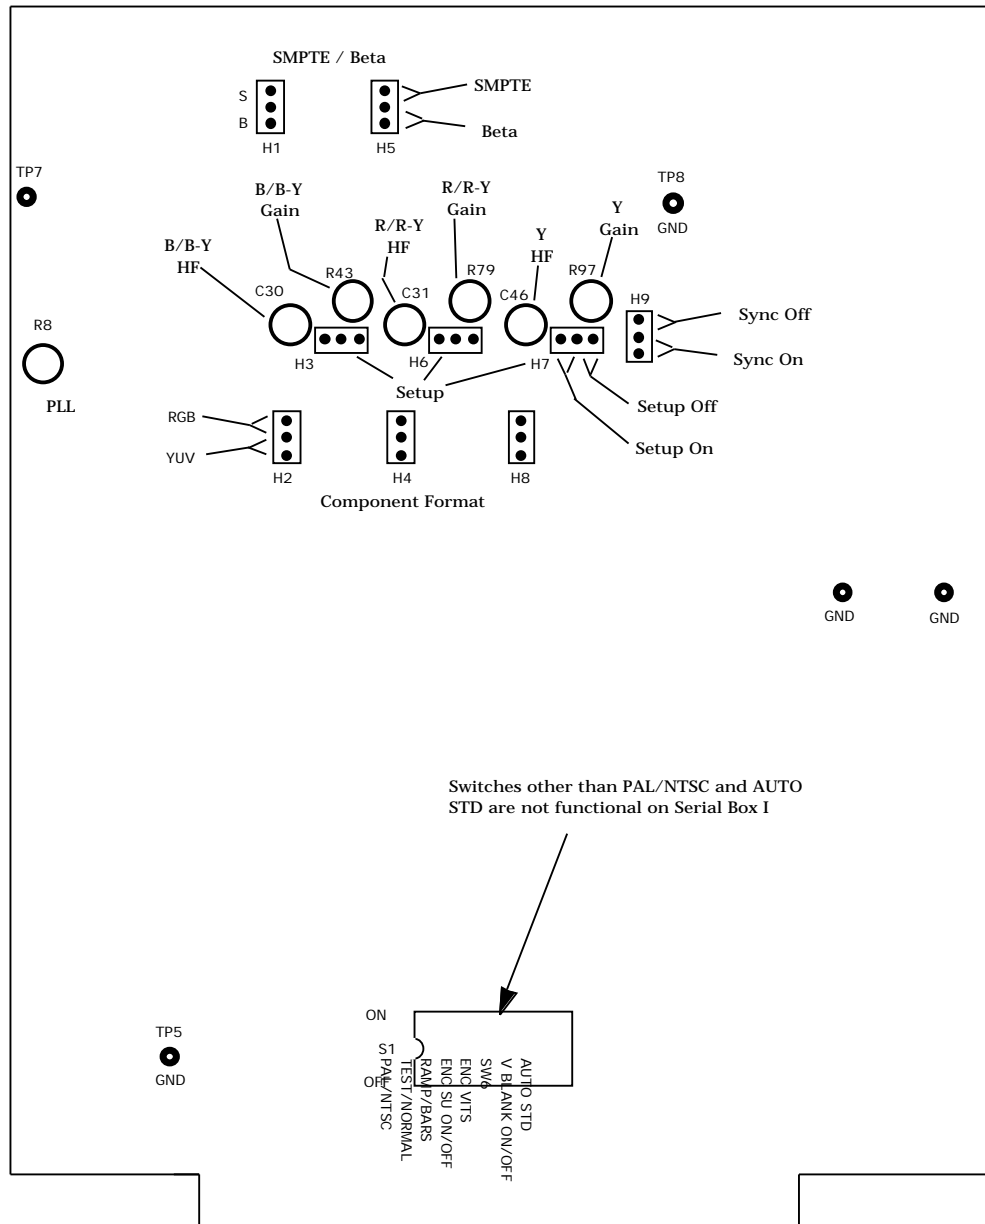 SMPTE / Beta
S
B
H1
H5
SMPTE
Beta
TP7
TP8
GND
B/B-Y
Gain
R/R-Y
Gain
Y
Gain
R/R-Y
HF
Y
HF
B/B-Y
HF
C30
R43
C31
R79
C46
R97
H9
Sync Off
Sync On
R8
PLL
H3
H6
H7
Setup
Setup Off
Setup On
RGB
YUV
H2
H4
H8
Component Format
GND
GND
Switches other than PAL/NTSC and AUTO
STD are not functional on Serial Box I
TP5
GND
ON
S1
OFF
PAL/NTSC
TEST/NORMAL
RAMP/BARS
ENC SU ON/OFF
ENC VITS
SW6
V BLANK ON/OFF
AUTO STD